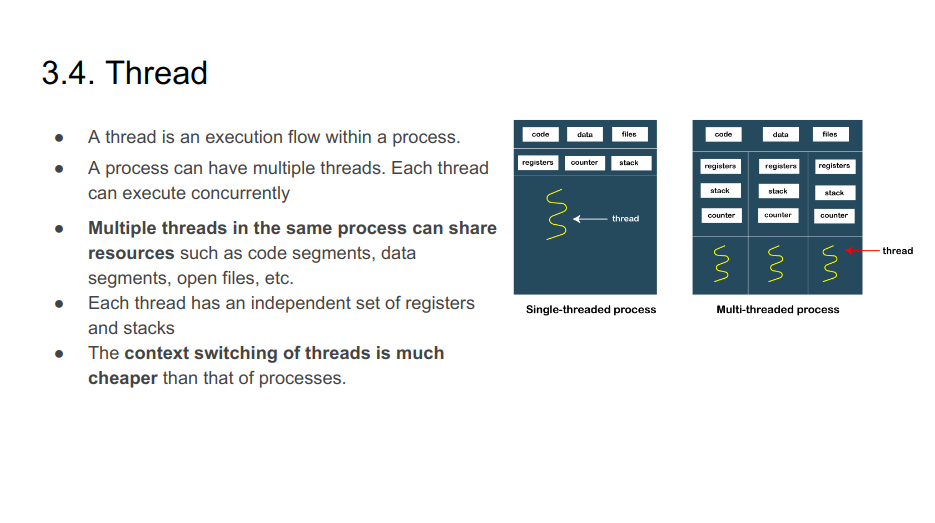 3.4. Thread
● A thread is an execution flow within a process.
● A process can have multiple threads. Each thread
can execute concurrently
● Multiple threads in the same process can share
resources such as code segments, data
segments, open files, etc.
● Each thread has an independent set of registers
and stacks
● The context switching of threads is much
cheaper than that of processes.
code data files
registers counter stack
thread
Single-threaded process
code data files
registers registers registers
stack stack stack
counter counter counter
thread
Multi-threaded process